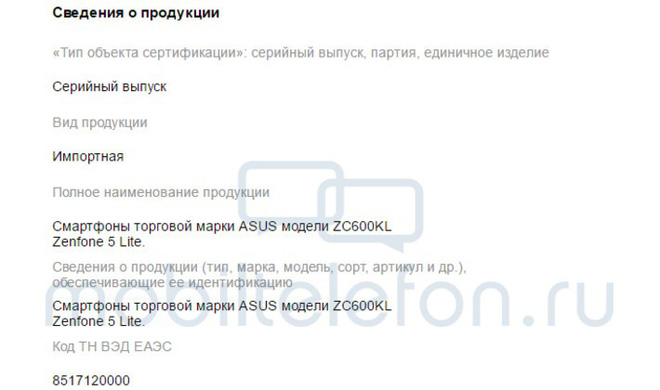 Сведения о продукции
«Тип объекта сертификации»: серийный выпуск, партия, единичное изделие
Серийный выпуск
Вид продукции
Импортная
Полное наименование продукции
Смартфоны торговой марки ASUS модели ZC600KL
Zenfone 5 Lite.
Сведения о продукции (тип, марка, модель, сорт, артикул и др.),
обеспечивающие ее идентификацию
mobiltelefon.ru
Смартфоны торговой марки ASUS модели ZC600KL
Zenfone 5 Lite.
Код ТН ВЭД ЕАЭС
8517120000